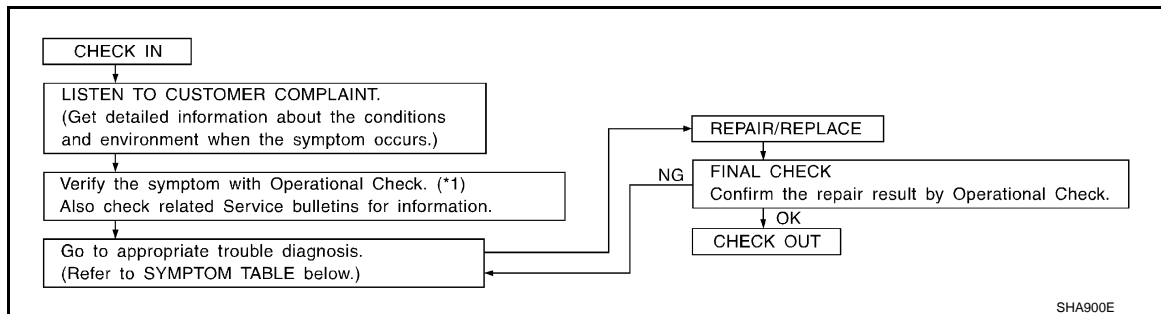 CHECK IN
LISTEN TO CUSTOMER COMPLAINT.
(Get detailed information about the conditions
and environment when the symptom occurs.)
Verify the symptom with Operational Check. (*1)
Also check related Service bulletins for information.
Go to appropriate trouble diagnosis.
(Refer to SYMPTOM TABLE below.)
REPAIR/REPLACE
NG
FINAL CHECK
Confirm the repair result by Operational Check.
OK
CHECK OUT
SHA900E